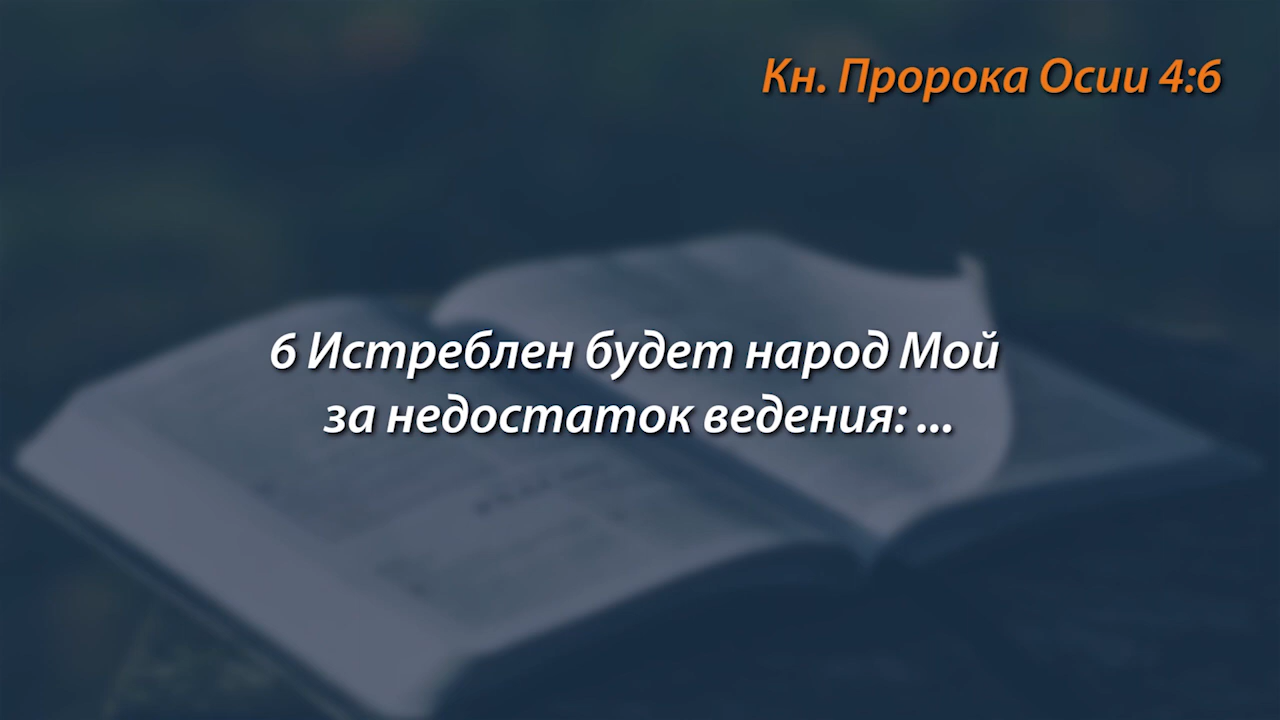 Кн. Пророка Осии 4:6
6 Истреблен будет народ Мой
за недостаток ведения: ...